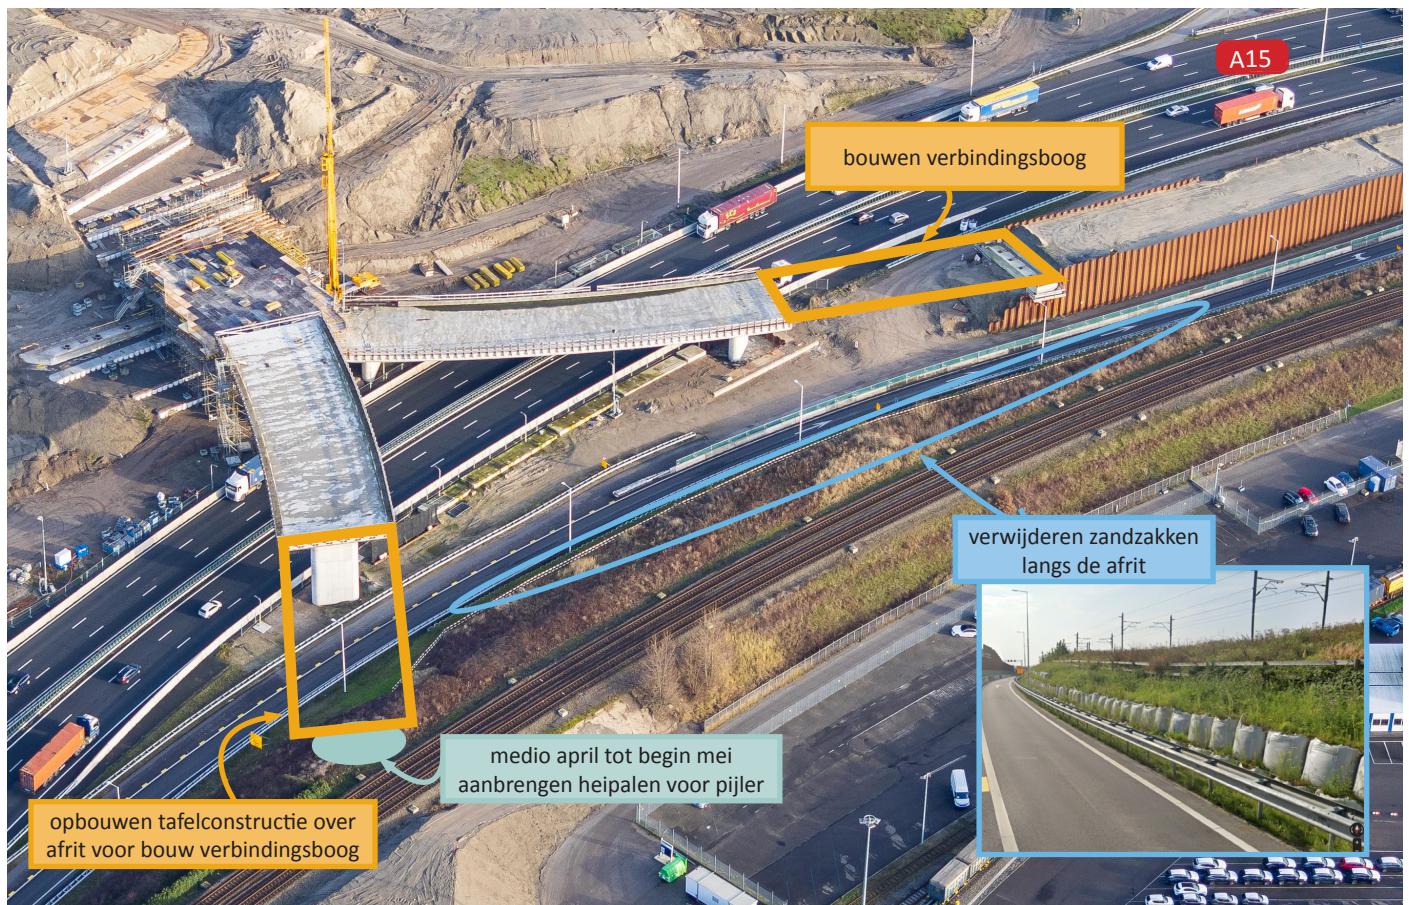 A15
bouwen verbindingsboog
verwijderen zandzakken
langs de afrit
medio april tot begin mei
aanbrengen heipalen voor pijler
opbouwen tafelconstructie over
afrit voor bouw verbindingsboog